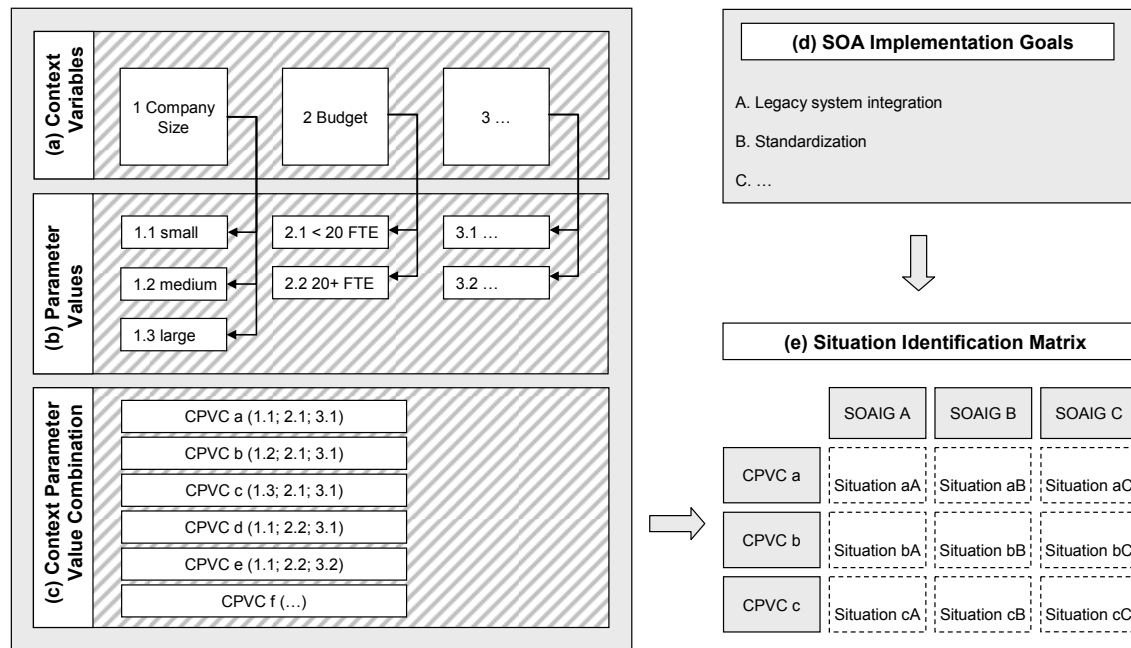 (a) Context
Variables
1 Company
Size
2 Budget
3 …
(b) Parameter
Values
1.1 small
2.1 < 20 FTE
3.1 …
1.2 medium
2.2 20+ FTE
3.2 …
1.3 large
(c) Context Parameter
Value Combination
CPVC a (1.1; 2.1; 3.1)
CPVC b (1.2; 2.1; 3.1)
CPVC c (1.3; 2.1; 3.1)
CPVC d (1.1; 2.2; 3.1)
CPVC e (1.1; 2.2; 3.2)
CPVC f (…)
(d) SOA Implementation Goals
A. Legacy system integration
B. Standardization
C. …
(e) Situation Identification Matrix
SOAIG A
SOAIG B
SOAIG C
CPVC a
Situation aA
Situation aB
Situation aC
CPVC b
Situation bA
Situation bB
Situation bC
CPVC c
Situation cA
Situation cB
Situation cC